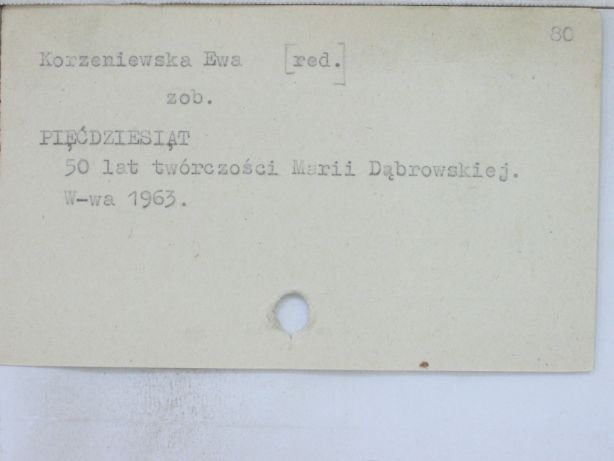 80
Korzeniewska Ewa [red.]
zob.
PIĘĆDZIESIĄT
50 lat twórczości Marii Dąbrowskiej.
W-wa 1963.